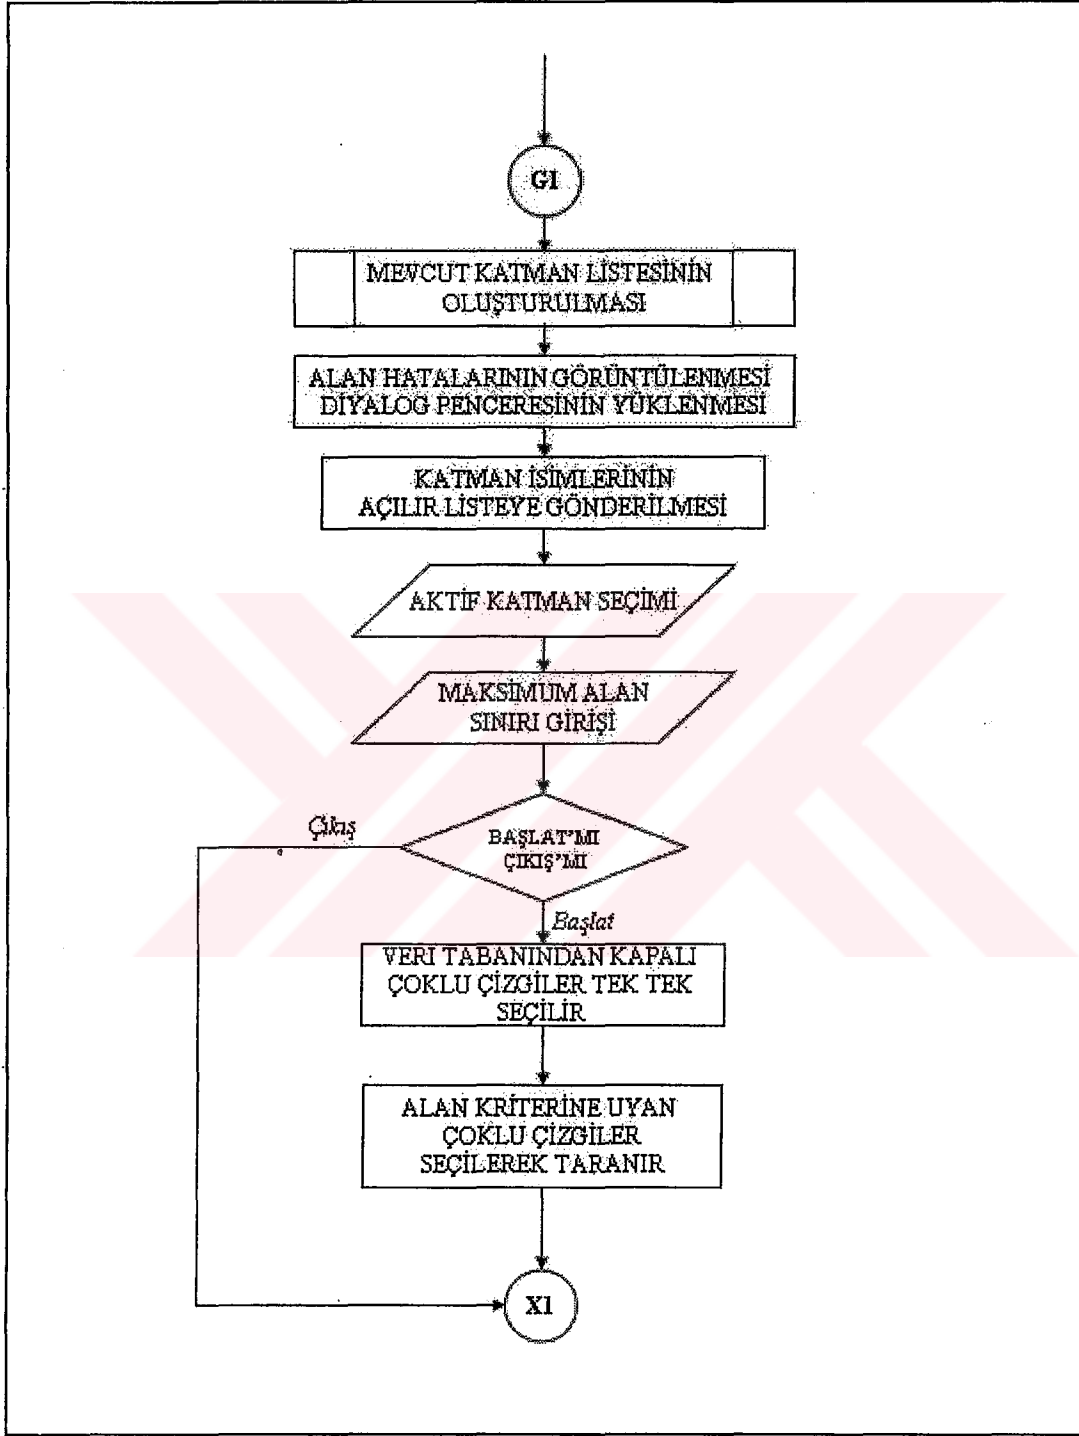 G1
MEVCUT KATMAN LİSTESİNİN
OLUŞTURULMASI
ALAN HATALARININ GÖRÜNTÜLENMESİ
DİYALOG PENCERESİNİN YÜKLENMESİ
KATMAN İSİMLERİNİN
AÇILIR LİSTEYE GÖNDERİLMESİ
AKTİF KATMAN SEÇİMİ
MAKSİMUM ALAN
SINIRI GİRİŞİ
BAŞLAT'MI
ÇIKIŞ'MI
Çıkış
Başlat
VERİ TABANINDAN KAPALI
ÇOKLU ÇİZGİLER TEK TEK
SEÇİLİR
ALAN KRİTERİNE UYAN
ÇOKLU ÇİZGİLER
SEÇİLEREK TARANIR
X1